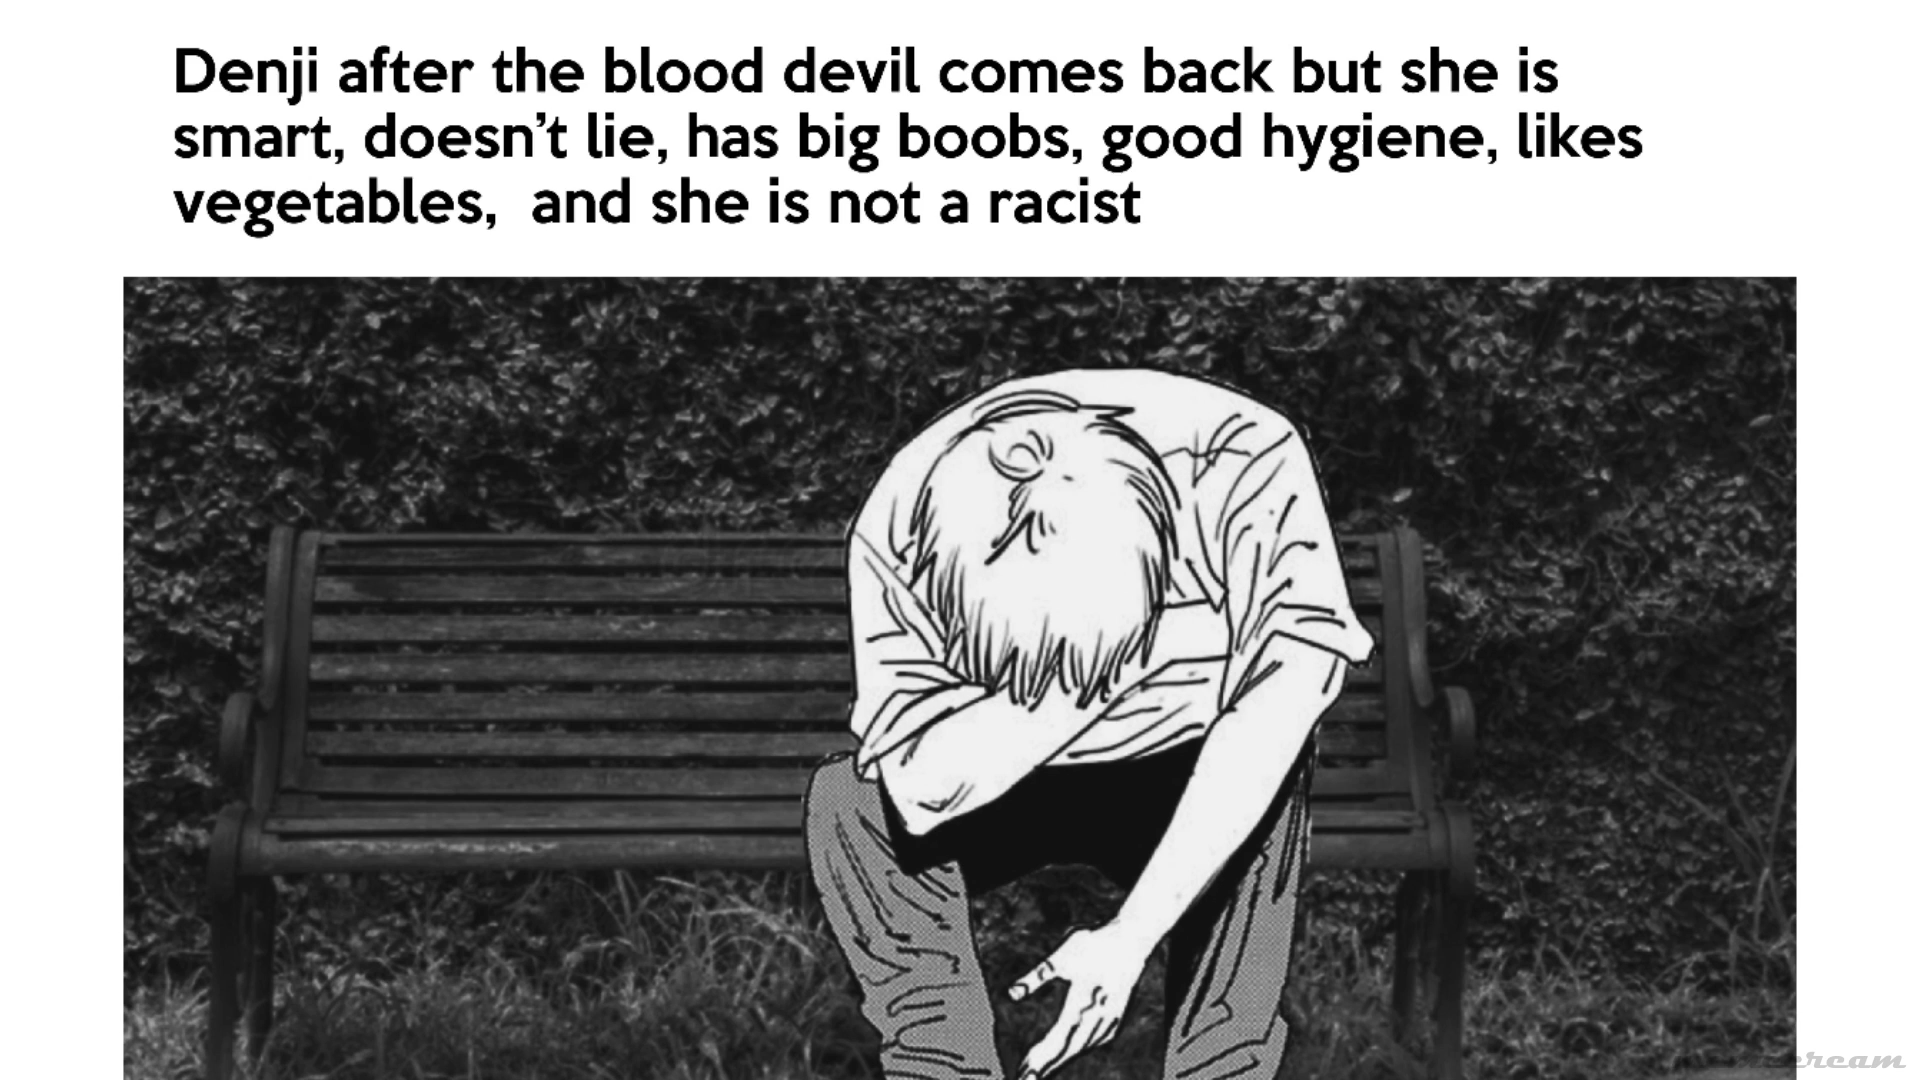 Denji after the blood devil comes back but she is
smart, doesn’t lie, has big boobs, good hygiene, likes
vegetables,  and she is not a racist